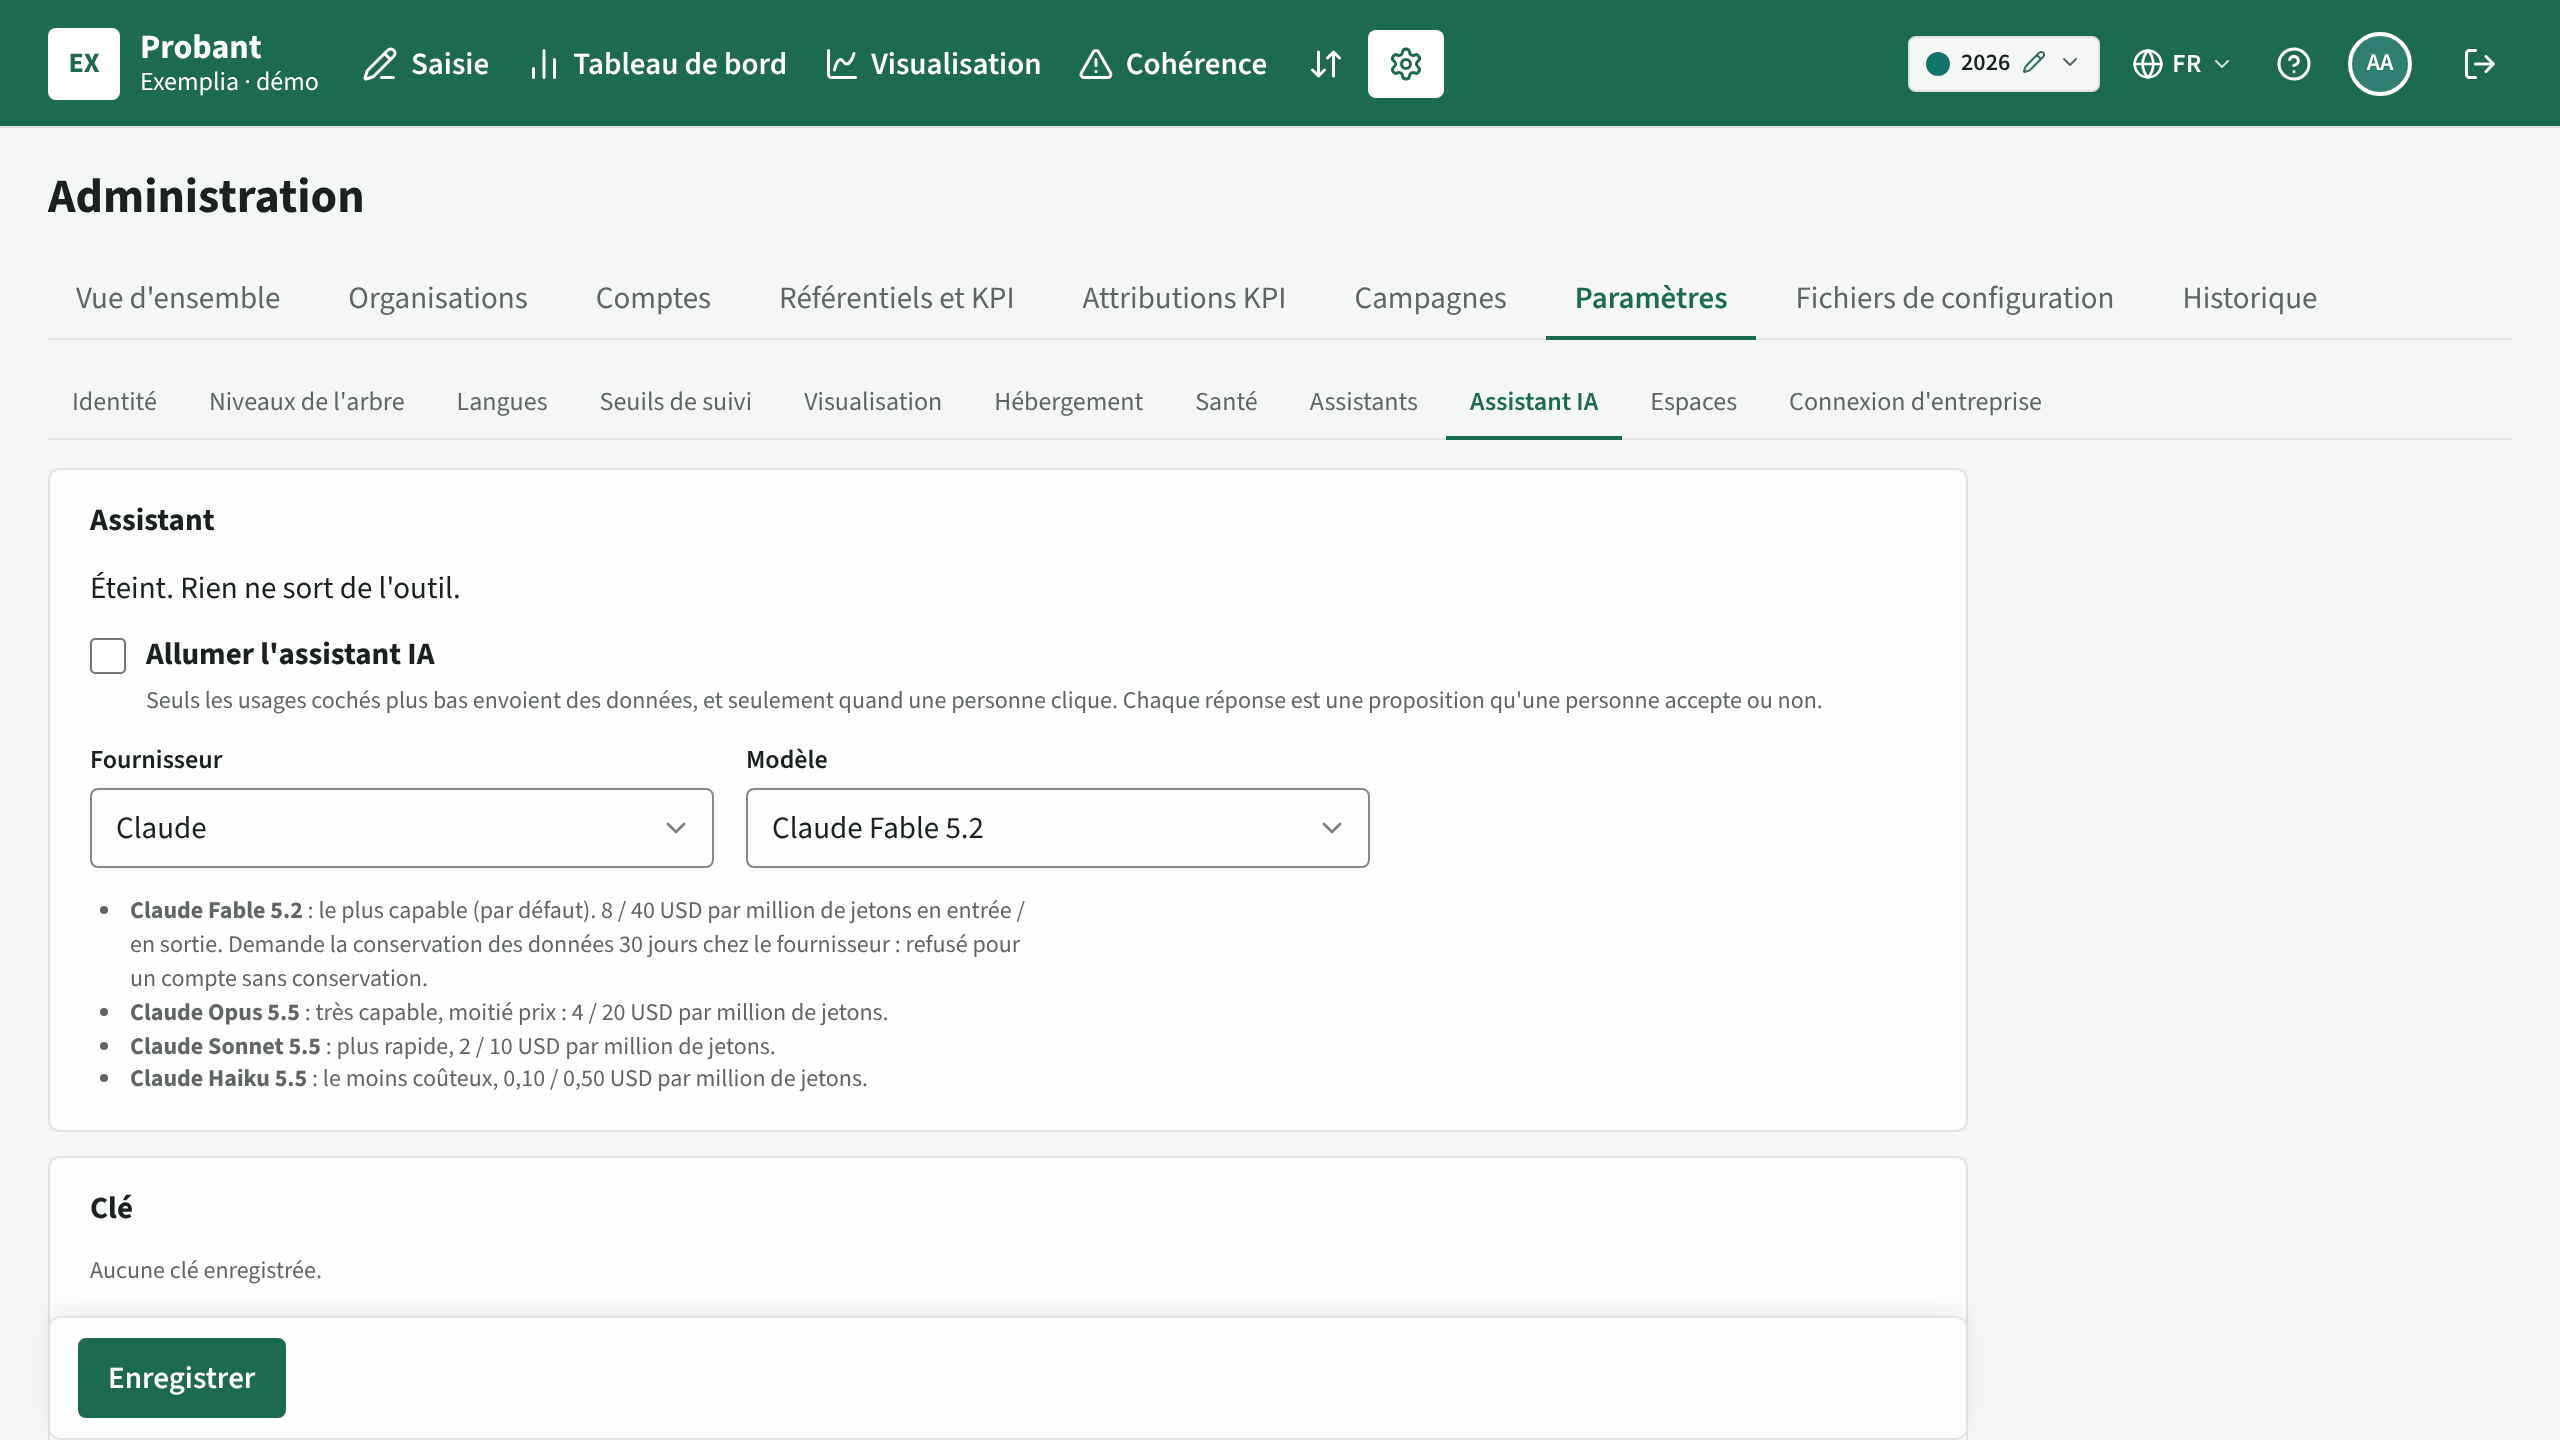 EX
Probant
Exemplia · démo
Saisie
Tableau de bord
Visualisation
Cohérence
2026
FR
AA
Administration
Vue d'ensemble
Organisations
Comptes
Référentiels et KPI
Attributions KPI
Campagnes
Paramètres
Fichiers de configuration
Historique
Identité
Niveaux de l'arbre
Langues
Seuils de suivi
Visualisation
Hébergement
Santé
Assistants
Assistant IA
Espaces
Connexion d'entreprise
Assistant
Éteint. Rien ne sort de l'outil.
Allumer l'assistant IA
Seuls les usages cochés plus bas envoient des données, et seulement quand une personne clique. Chaque réponse est une proposition qu'une personne accepte ou non.
Fournisseur
Modèle
Claude
Claude Fable 5.2
Claude Fable 5.2 : le plus capable (par défaut). 8 / 40 USD par million de jetons en entrée /
en sortie. Demande la conservation des données 30 jours chez le fournisseur : refusé pour
un compte sans conservation.
Claude Opus 5.5 : très capable, moitié prix : 4 / 20 USD par million de jetons.
Claude Sonnet 5.5 : plus rapide, 2 / 10 USD par million de jetons.
Claude Haiku 5.5 : le moins coûteux, 0,10 / 0,50 USD par million de jetons.
Clé
Aucune clé enregistrée.
Enregistrer